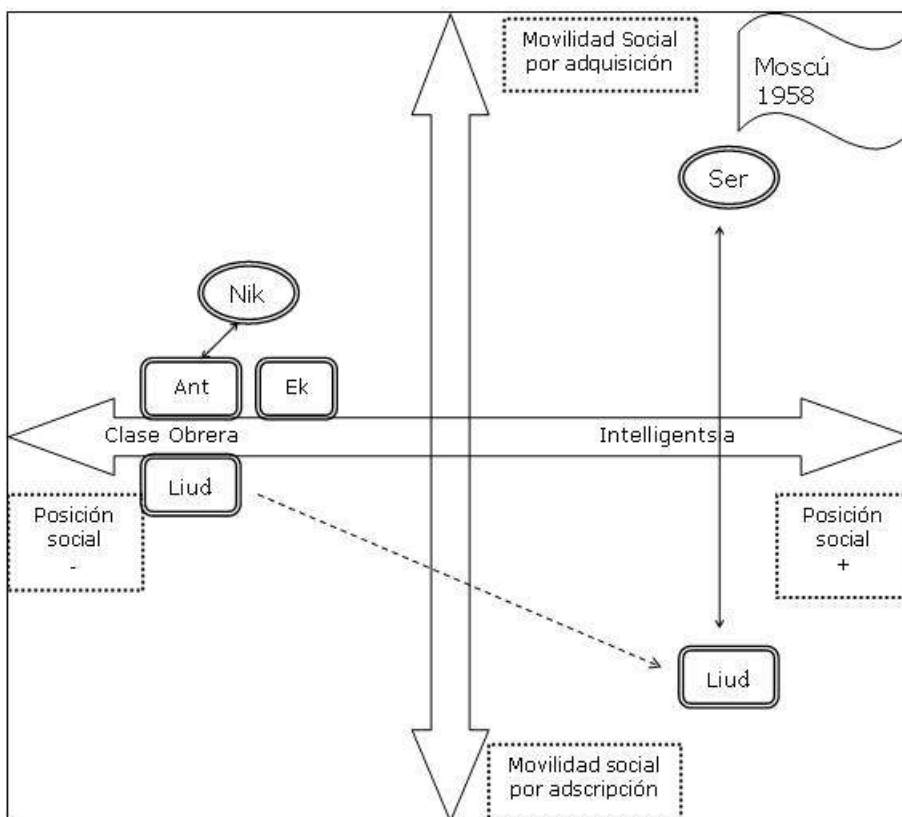 Movilidad Social
por adquisición
Moscú
1958
Ser
Nik
Ant
Ek
Clase Obrera
Intelligentsia
Liud
Posición
social
-
Posición
social
+
Liud
Movilidad social
por adscripción